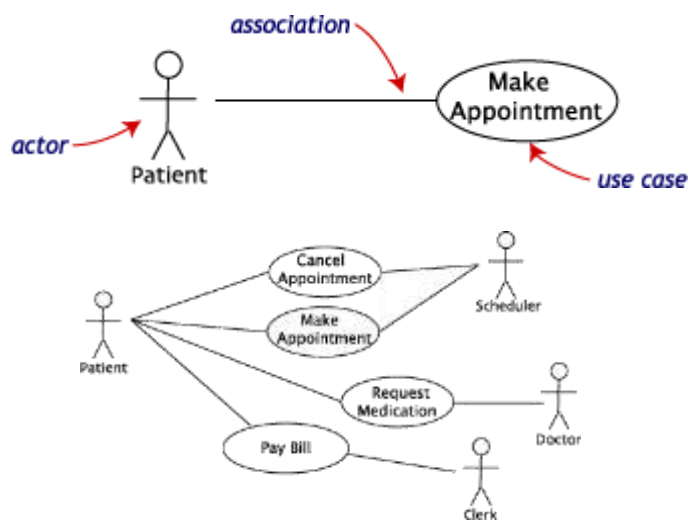 association
Make
Appointment
actor
Patient
use case
Cancel
Appointment
Scheduler
Make
Appointment
Patient
Request
Medication
Doctor
Pay Bill
Clerk